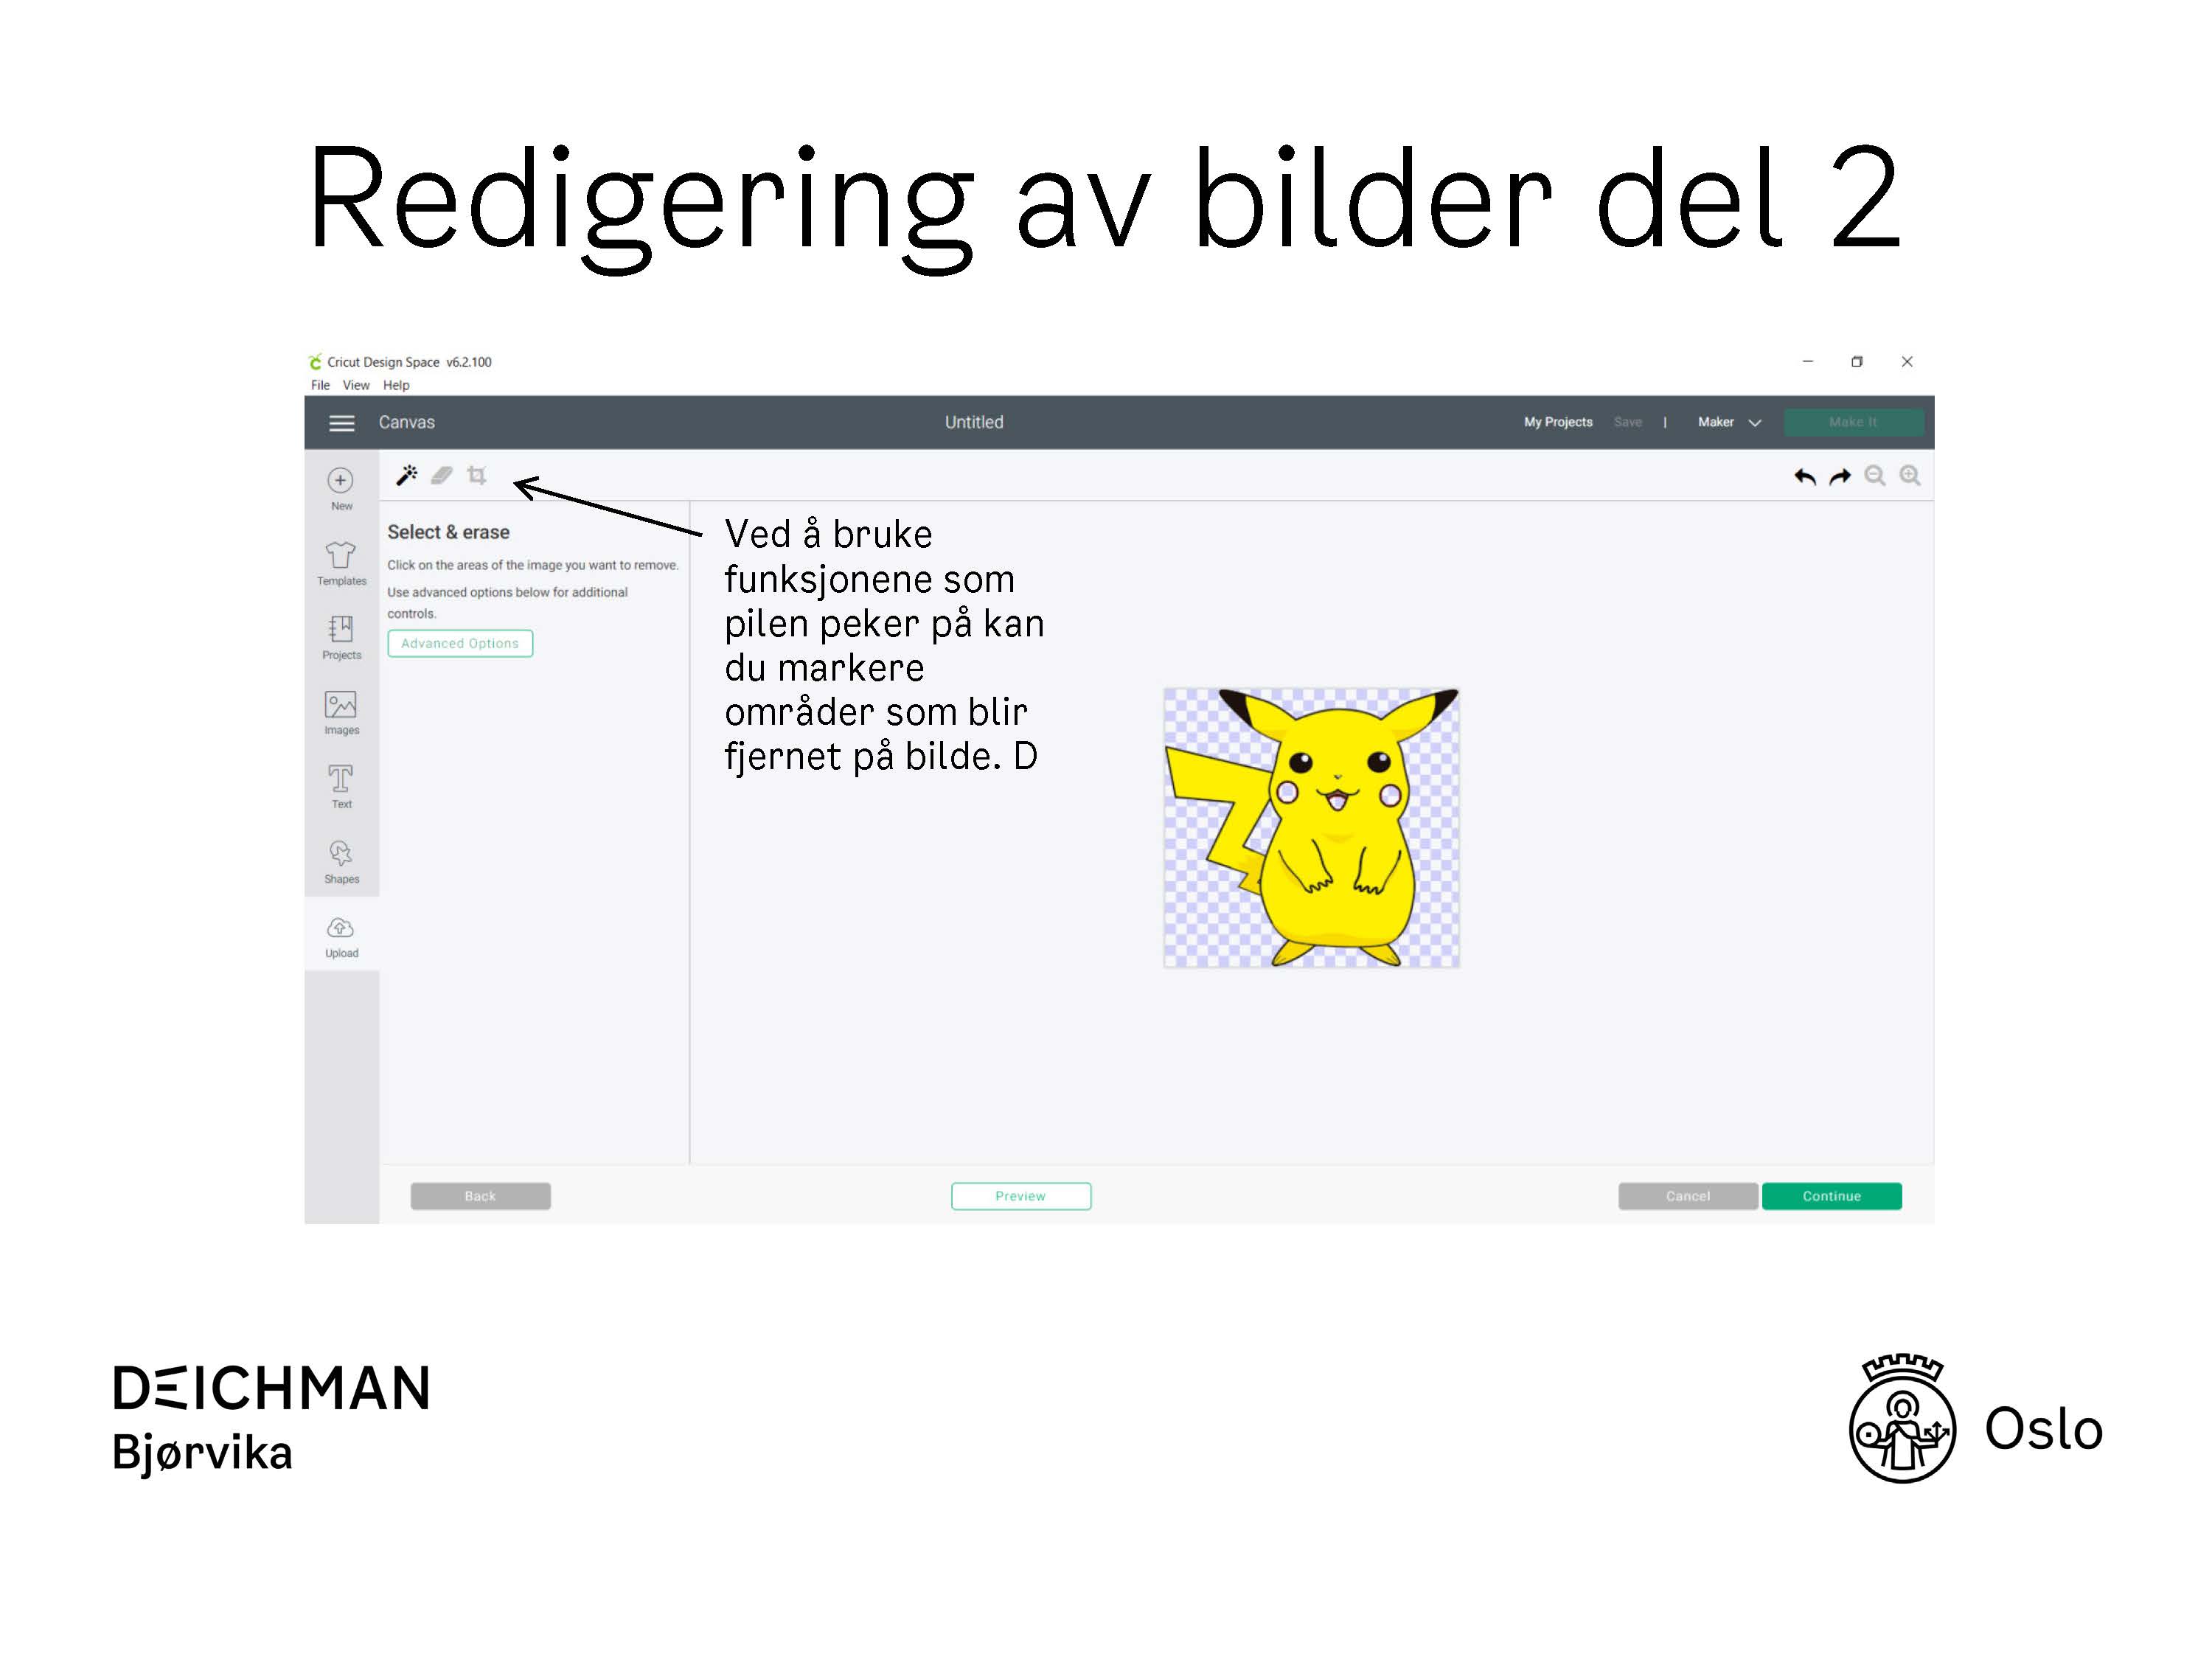 Redigering av bilder del 2
Cricut Design Space v6.2.100
File View Help
Canvas
Untitled
My Projects Save | Maker Make It
New
Templates
Projects
Images
Text
Shapes
Upload
Select & erase
Click on the areas of the image you want to remove.
Use advanced options below for additional
controls.
Advanced Options
Ved å bruke
funksjonene som
pilen peker på kan
du markere
områder som blir
fjernet på bilde. D
Back
Preview
Cancel
Continue
DEICHMAN
Bjørvika
Oslo